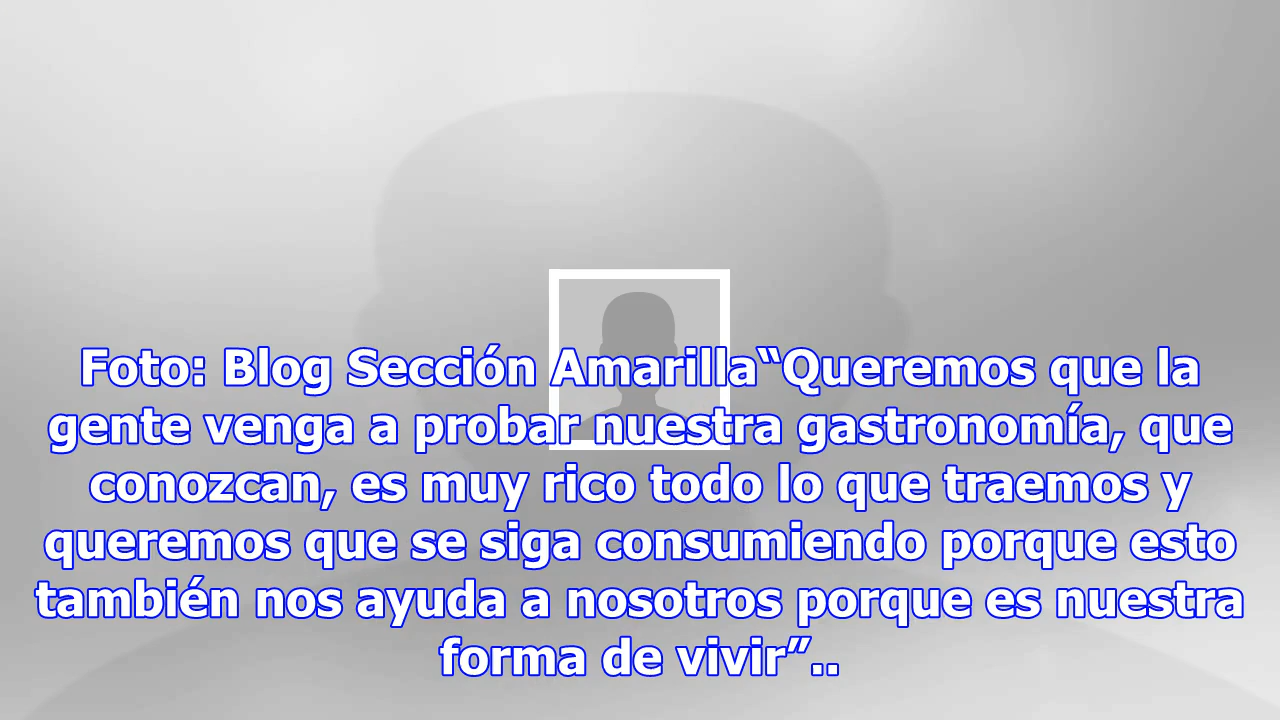 Foto: Blog Sección Amarilla“Queremos que la
gente venga a probar nuestra gastronomía, que
conozcan, es muy rico todo lo que traemos y
queremos que se siga consumiendo porque esto
también nos ayuda a nosotros porque es nuestra
forma de vivir”..